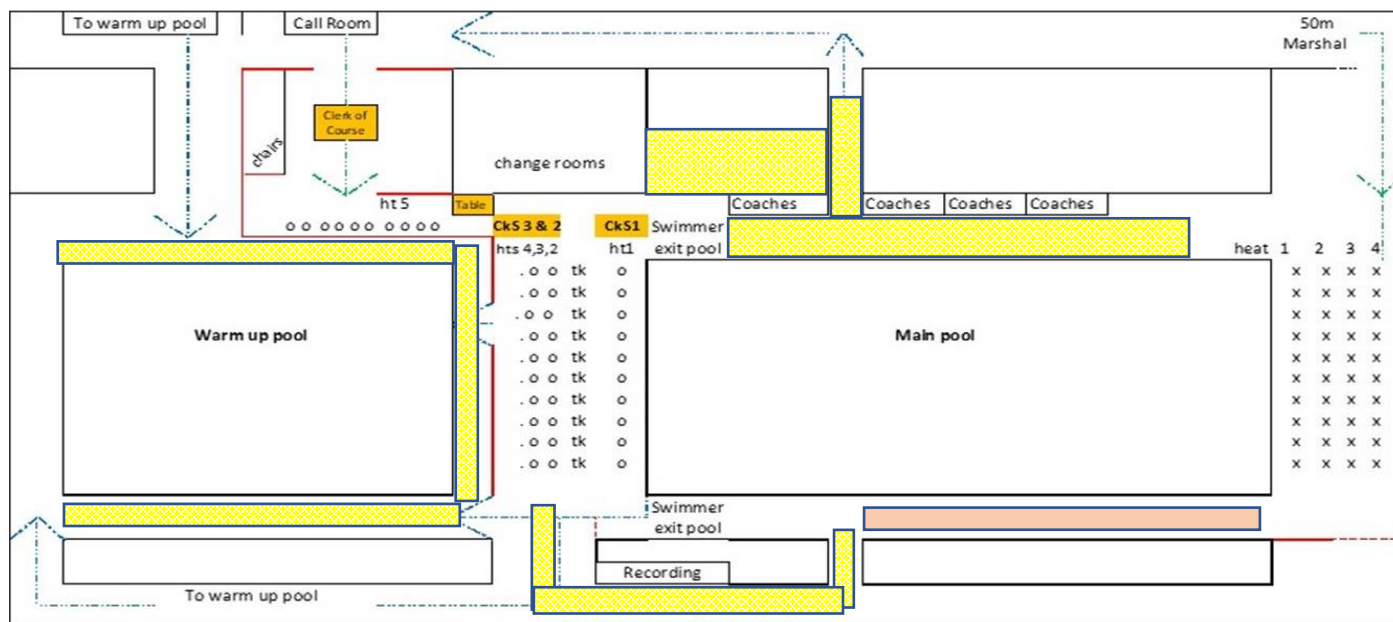 To warm up pool
Call Room
50m
Marshal
Clerk of
Course
chairs
change rooms
ht 5
Table
Coaches
Coaches
Coaches
Coaches
o o o o o o o o o
CkS 3 & 2
CkS1
Swimmer
exit pool
hts 4,3,2
ht1
heat 1 2 3 4
. o o tk o
x x x x
. o o tk o
x x x x
. o o tk o
x x x x
Warm up pool
. o o tk o
Main pool
x x x x
. o o tk o
x x x x
. o o tk o
x x x x
. o o tk o
x x x x
. o o tk o
x x x x
. o o tk o
x x x x
. o o tk o
x x x x
Swimmer
exit pool
Recording
To warm up pool